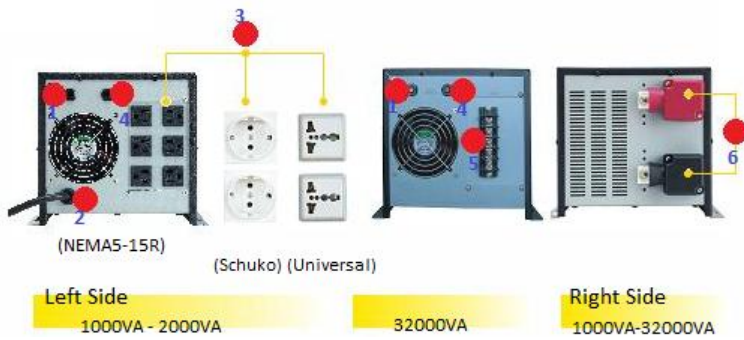 3
1
4
1
4
5
6
2
(NEMA5-15R)
(Schuko) (Universal)
Left Side
1000VA - 2000VA
32000VA
Right Side
1000VA-32000VA